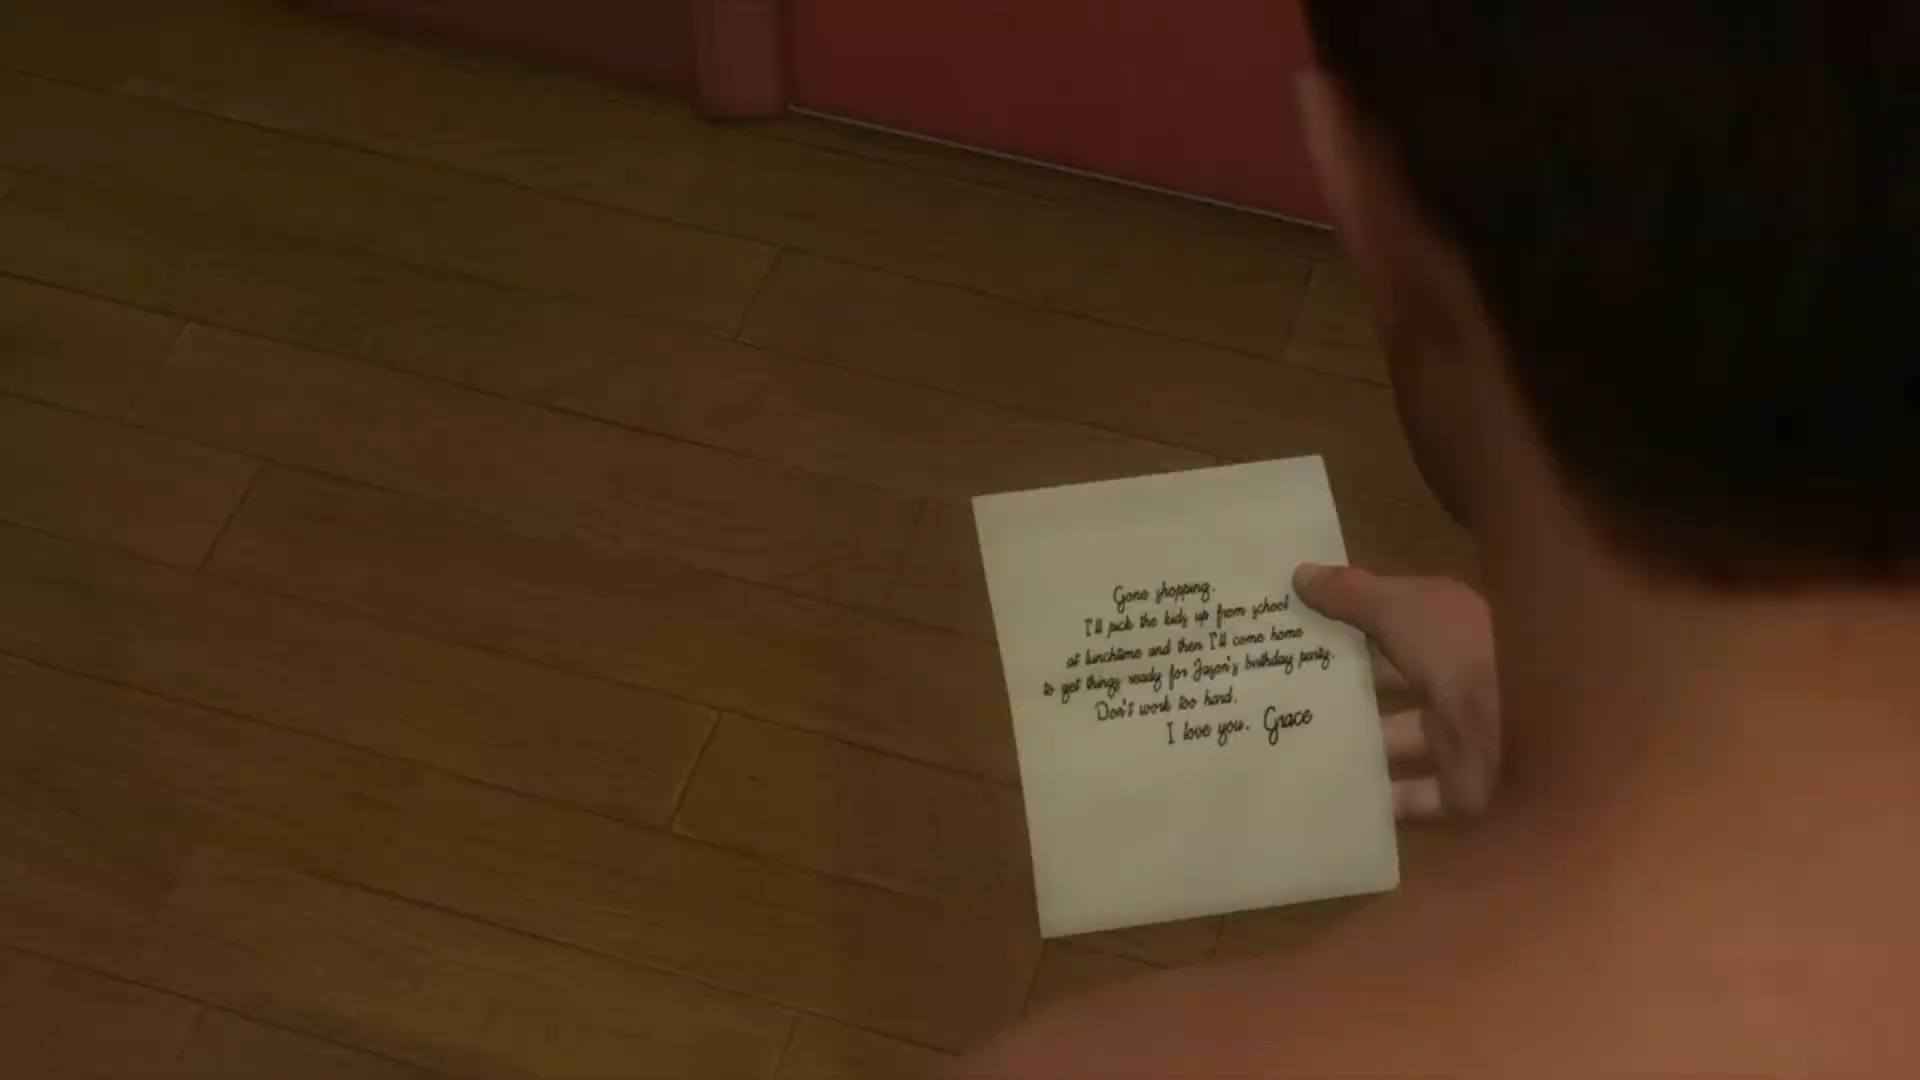 Gone shopping.
I'll pick the kids up from school
at lunchtime and then I'll come home
to get things ready for Jason's birthday party.
Don't work too hard.
I love you. Grace